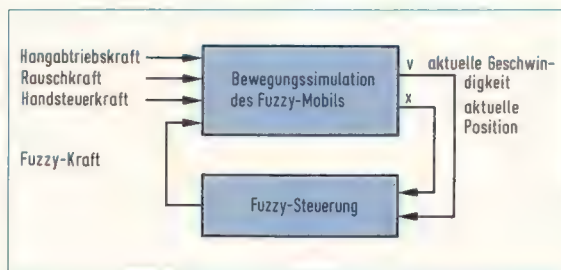 Hangabtriebskraft
Rauschkraft
Handsteuerkraft
Fuzzy-Kraft
Bewegungssimulation
des Fuzzy-Mobils
v aktuelle Geschwin-
digkeit
x aktuelle
Position
Fuzzy-Steuerung